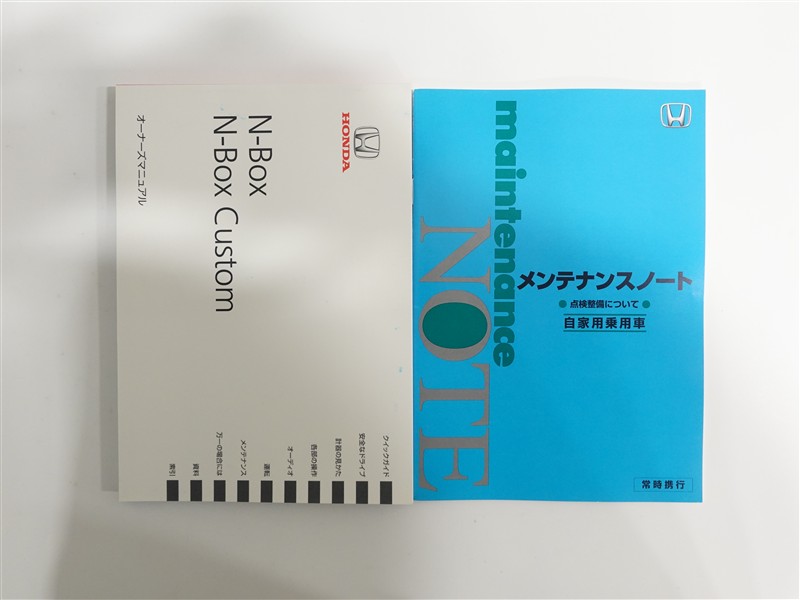 HONDA
N-Box
N-Box Custom
オーナーズマニュアル
クイックガイド
安全なドライブ
計器の見かた
各部の操作
オーディオ
運転
メンテナンス
万一の場合には
資料
索引
maintenance
NOTE
メンテナンスノート
●点検整備について●
自家用乗用車
常時携行